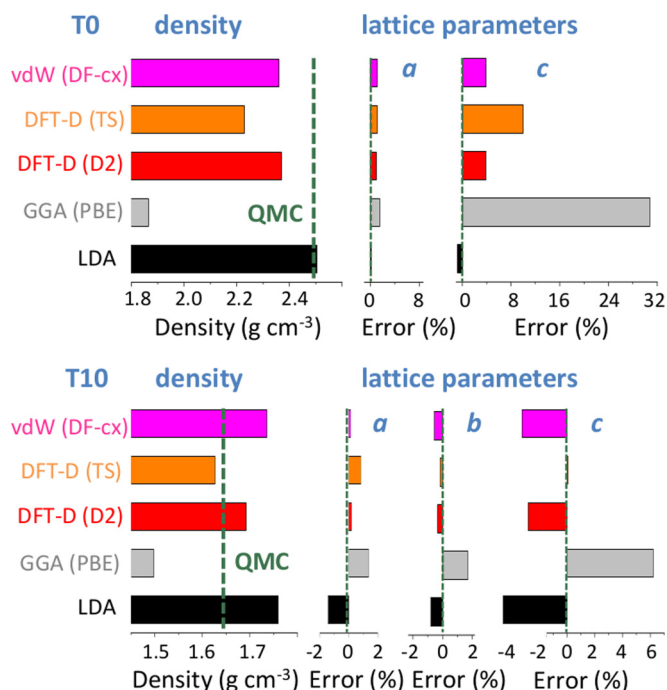 T0 density lattice parameters
vdW (DF-cx) a c
DFT-D (TS)
DFT-D (D2)
GGA (PBE) QMC
LDA
1.8 2.0 2.2 2.4 0 8 0 8 16 24 32
Density (g cm-3) Error (%) Error (%)
T10 density lattice parameters
vdW (DF-cx) a b c
DFT-D (TS)
DFT-D (D2)
GGA (PBE) QMC
LDA
1.5 1.6 1.7 -2 0 2 -2 0 2 -4 -2 0 2 4 6
Density (g cm-3) Error (%) Error (%) Error (%)